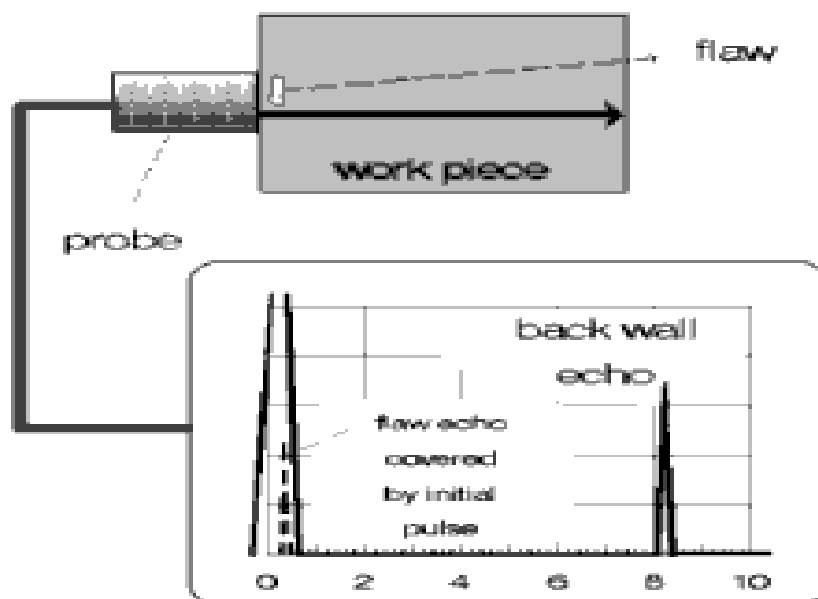 flaw
work piece
probe
back wall
echo
flaw echo
covered
by initial
pulse
0 2 4 6 8 10